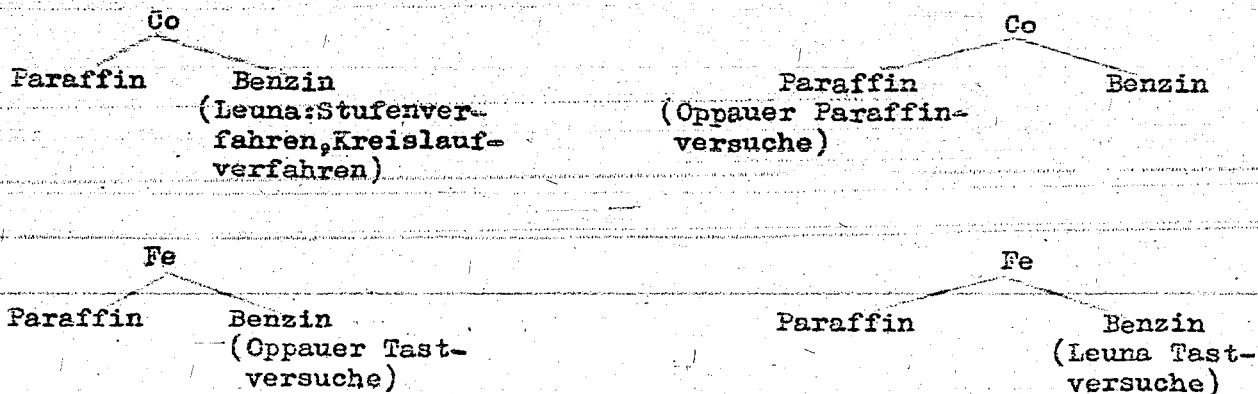 Co Co
Paraffin Benzin Paraffin Benzin
(Leuna:Stufenver- (Oppauer Paraffin-
fahren,Kreislauf- versuche)
verfahren)
Fe Fe
Paraffin Benzin Paraffin Benzin
(Oppauer Tast- (Leuna Tast-
versuche) versuche)